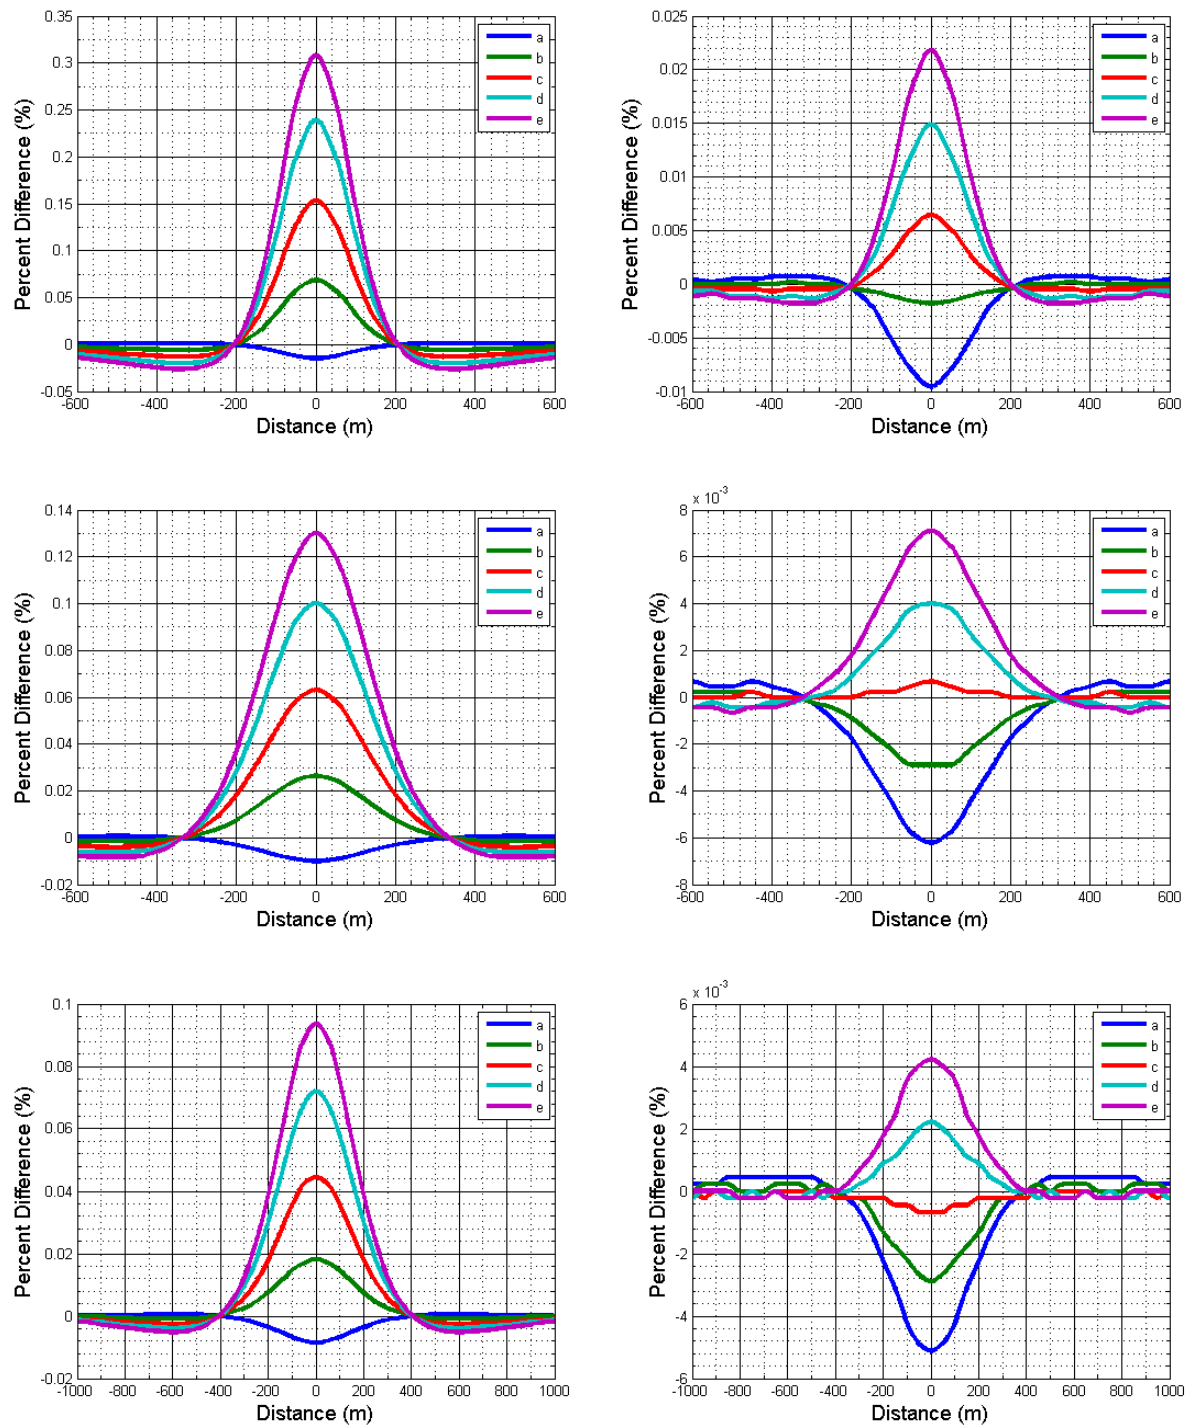 0.35
0.3
0.25
0.2
0.15
0.1
0.05
0
-0.05
Percent Difference (%)
-600 -400 -200 0 200 400 600
Distance (m)
a
b
c
d
e
0.025
0.02
0.015
0.01
0.005
0
-0.005
-0.01
Percent Difference (%)
-600 -400 -200 0 200 400 600
Distance (m)
a
b
c
d
e
0.14
0.12
0.1
0.08
0.06
0.04
0.02
0
-0.02
Percent Difference (%)
-600 -400 -200 0 200 400 600
Distance (m)
a
b
c
d
e
x 10-3
8
6
4
2
0
-2
-4
-6
-8
Percent Difference (%)
-600 -400 -200 0 200 400 600
Distance (m)
a
b
c
d
e
0.1
0.08
0.06
0.04
0.02
0
-0.02
Percent Difference (%)
-1000 -800 -600 -400 -200 0 200 400 600 800 1000
Distance (m)
a
b
c
d
e
x 10-3
6
4
2
0
-2
-4
-6
Percent Difference (%)
-1000 -800 -600 -400 -200 0 200 400 600 800 1000
Distance (m)
a
b
c
d
e